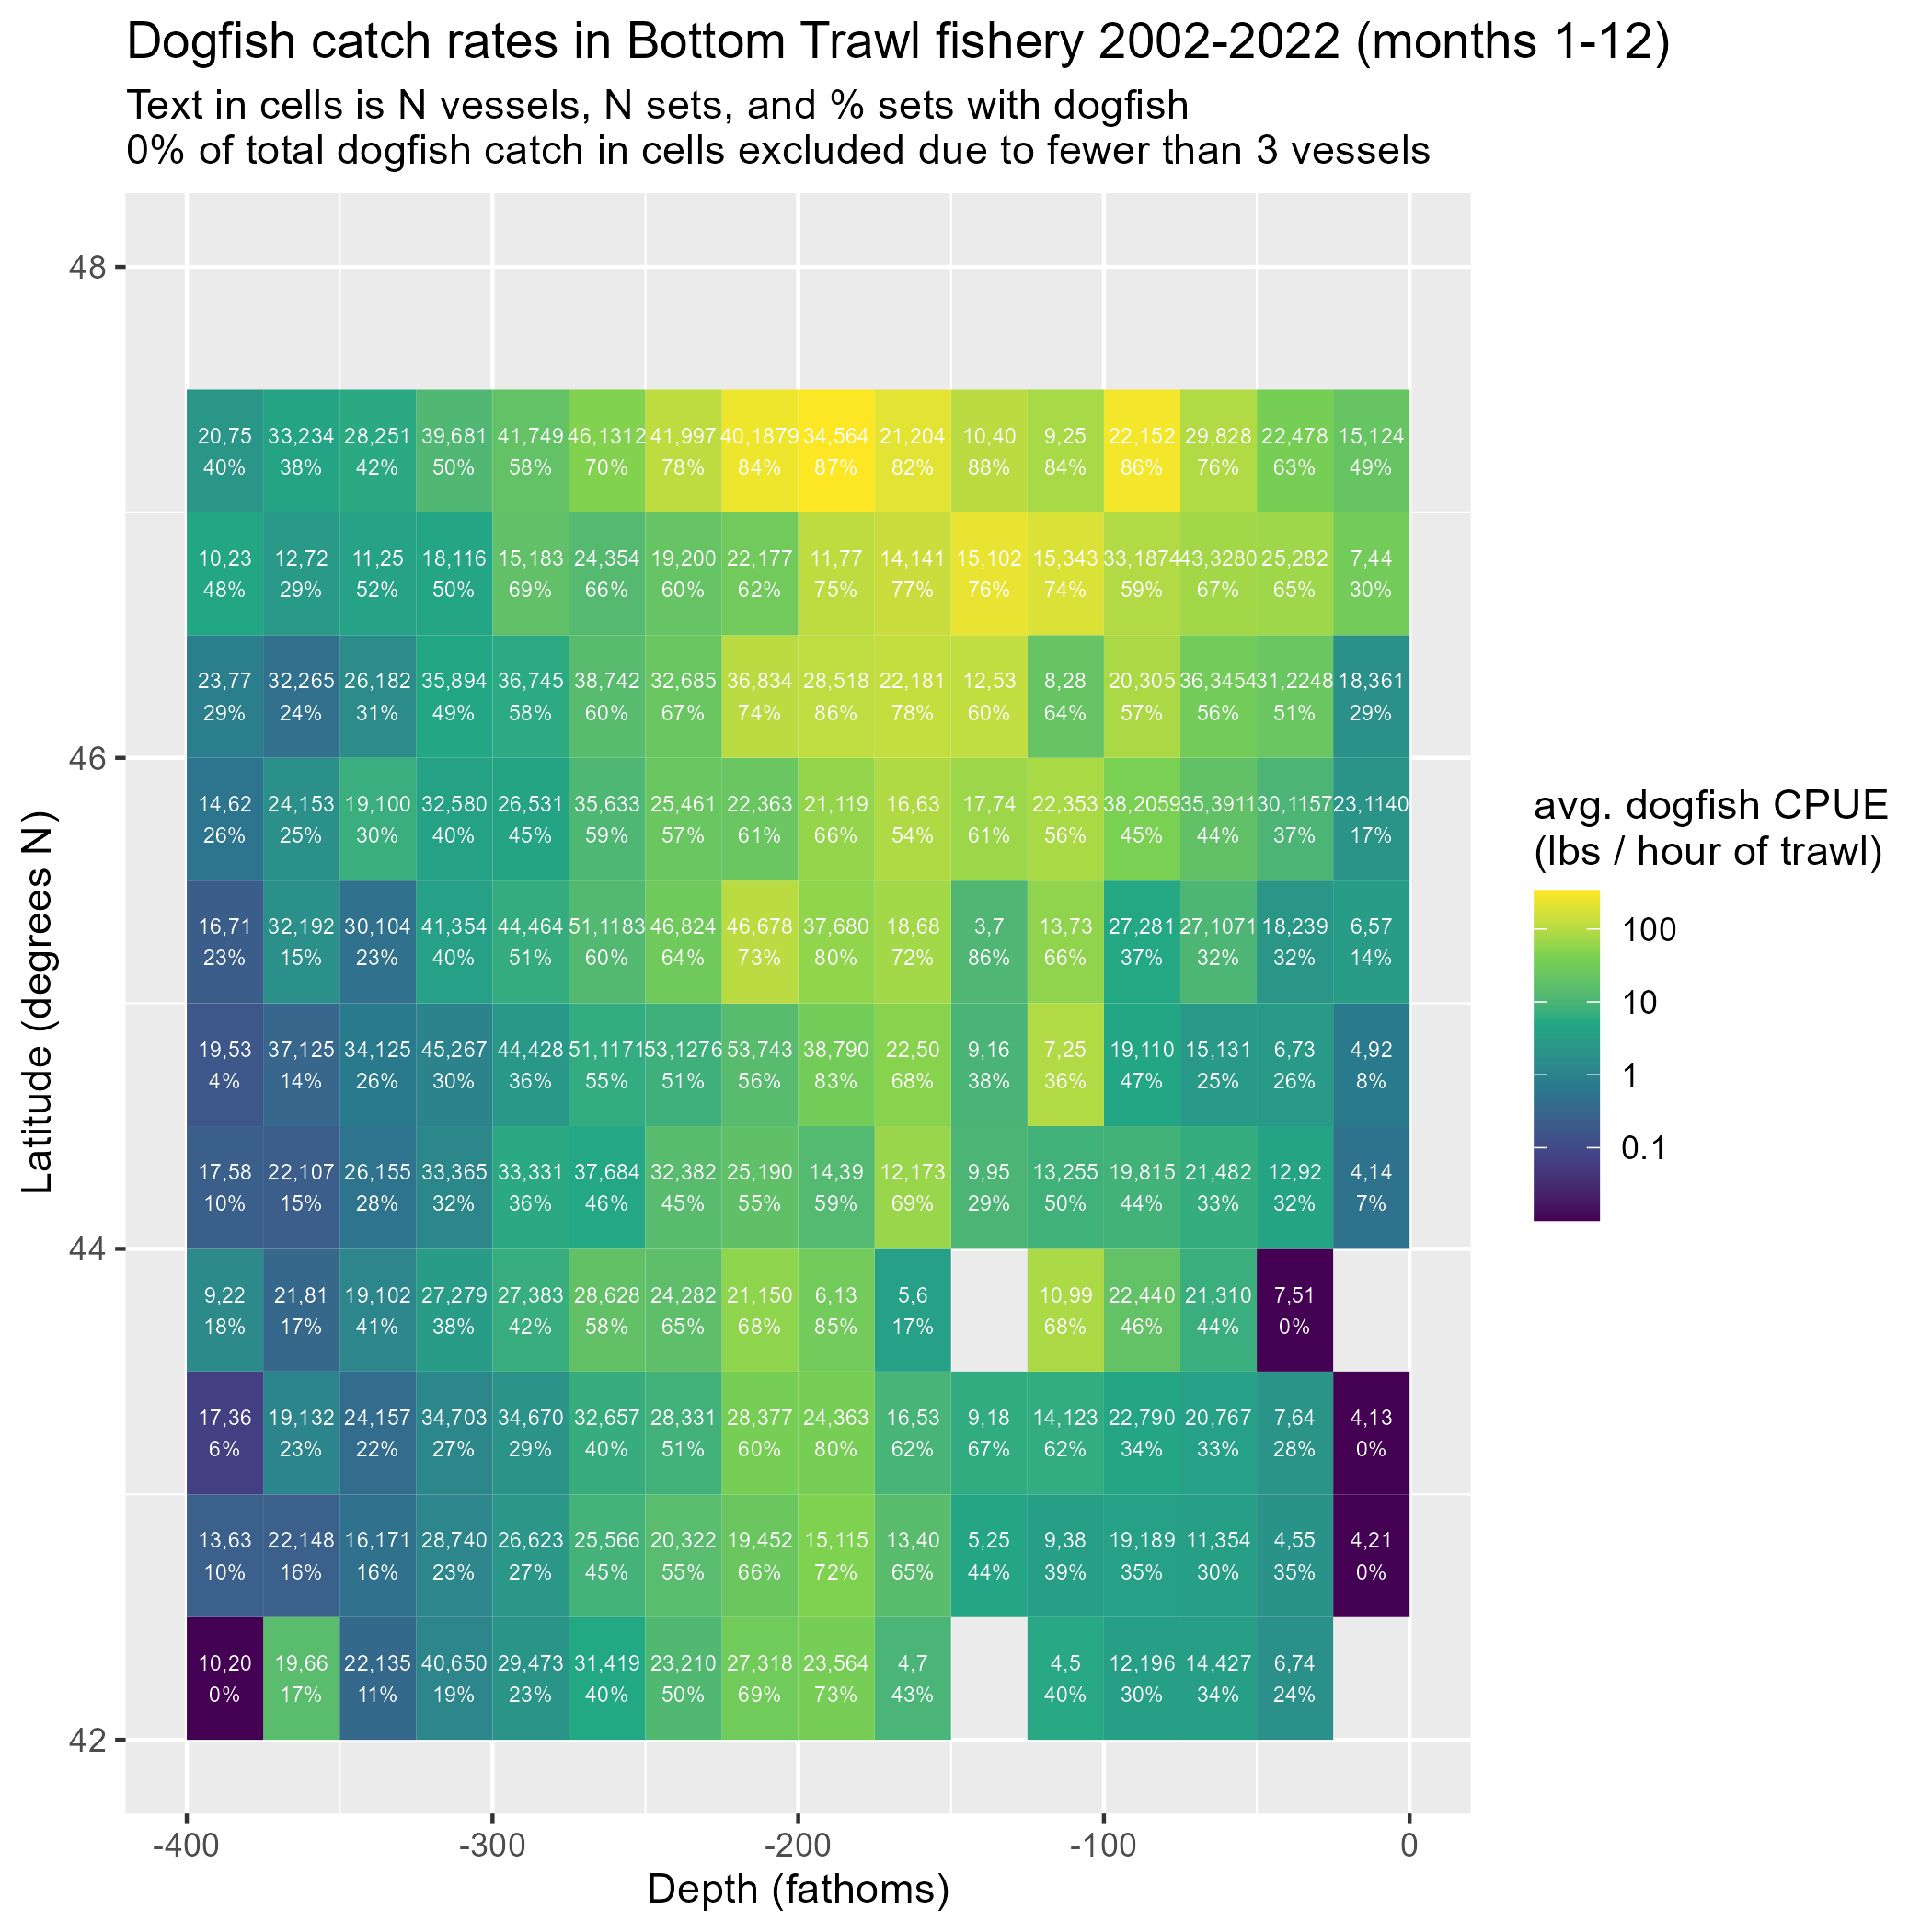 Dogfish catch rates in Bottom Trawl fishery 2002-2022 (months 1-12)
Text in cells is N vessels, N sets, and % sets with dogfish
0% of total dogfish catch in cells excluded due to fewer than 3 vessels
48
20,75 33,234 28,251 39,681 41,749 46,1312 41,997 40,1879 34,564 21,204 10,40 9,25 22,152 29,828 22,478 15,124
40% 38% 42% 50% 58% 70% 78% 84% 87% 82% 88% 84% 86% 76% 63% 49%
10,23 12,72 11,25 18,116 15,183 24,354 19,200 22,177 11,77 14,141 15,102 15,343 33,1874 43,3280 25,282 7,44
48% 29% 52% 50% 69% 66% 60% 62% 75% 77% 76% 74% 59% 67% 65% 30%
23,77 32,265 26,182 35,894 36,745 38,742 32,685 36,834 28,518 22,181 12,53 8,28 20,305 36,3454 31,2248 18,361
29% 24% 31% 49% 58% 60% 67% 74% 86% 78% 60% 64% 57% 56% 51% 29%
46
14,62 24,153 19,100 32,580 26,531 35,633 25,461 22,363 21,119 16,63 17,74 22,353 38,2059 35,3911 30,1157 23,1140
26% 25% 30% 40% 45% 59% 57% 61% 66% 54% 61% 56% 45% 44% 37% 17%
16,71 32,192 30,104 41,354 44,464 51,1183 46,824 46,678 37,680 18,68 3,7 13,73 27,281 27,1071 18,239 6,57
23% 15% 23% 40% 51% 60% 64% 73% 80% 72% 86% 66% 37% 32% 32% 14%
19,53 37,125 34,125 45,267 44,428 51,1171 53,1276 53,743 38,790 22,50 9,16 7,25 19,110 15,131 6,73 4,92
4% 14% 26% 30% 36% 55% 51% 56% 83% 68% 38% 36% 47% 25% 26% 8%
17,58 22,107 26,155 33,365 33,331 37,684 32,382 25,190 14,39 12,173 9,95 13,255 19,815 21,482 12,92 4,14
10% 15% 28% 32% 36% 46% 45% 55% 59% 69% 29% 50% 44% 33% 32% 7%
44
9,22 21,81 19,102 27,279 27,383 28,628 24,282 21,150 6,13 5,6 10,99 22,440 21,310 7,51
18% 17% 41% 38% 42% 58% 65% 68% 85% 17% 68% 46% 44% 0%
17,36 19,132 24,157 34,703 34,670 32,657 28,331 28,377 24,363 16,53 9,18 14,123 22,790 20,767 7,64 4,13
6% 23% 22% 27% 29% 40% 51% 60% 80% 62% 67% 62% 34% 33% 28% 0%
13,63 22,148 16,171 28,740 26,623 25,566 20,322 19,452 15,115 13,40 5,25 9,38 19,189 11,354 4,55 4,21
10% 16% 16% 23% 27% 45% 55% 66% 72% 65% 44% 39% 35% 30% 35% 0%
10,20 19,66 22,135 40,650 29,473 31,419 23,210 27,318 23,564 4,7 4,5 12,196 14,427 6,74
0% 17% 11% 19% 23% 40% 50% 69% 73% 43% 40% 30% 34% 24%
42
-400 -300 -200 -100 0
Depth (fathoms)
Latitude (degrees N)
avg. dogfish CPUE
(lbs / hour of trawl)
100
10
1
0.1